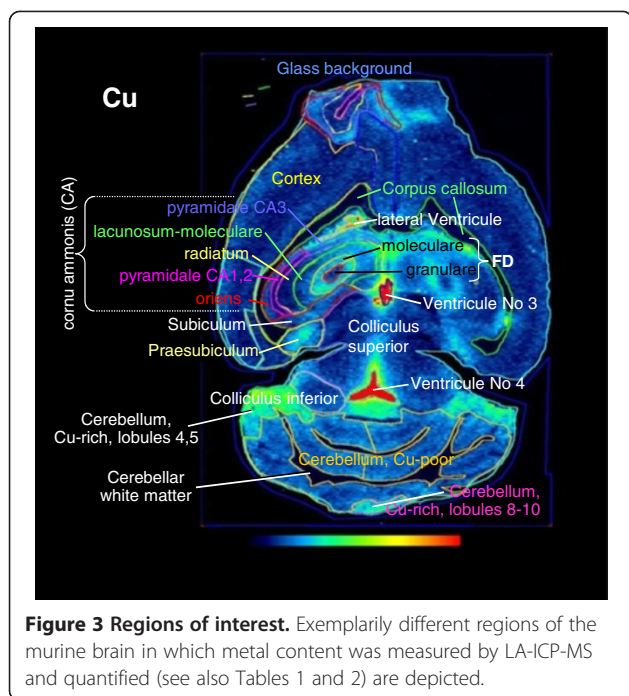 Glass background
Cu
Cortex
Corpus callosum
pyramidale CA3
lateral Ventricule
lacunosum-moleculare
moleculare
radiatum
FD
granulare
pyramidale CA1,2
cornu ammonis (CA)
oriens
Ventricule No 3
Subiculum
Colliculus
superior
Praesubiculum
Ventricule No 4
Colliculus inferior
Cerebellum,
Cu-rich, lobules 4,5
Cerebellum, Cu-poor
Cerebellar
white matter
Cerebellum,
Cu-rich, lobules 8-10
Figure 3 Regions of interest. Exemplarily different regions of the
murine brain in which metal content was measured by LA-ICP-MS
and quantified (see also Tables 1 and 2) are depicted.